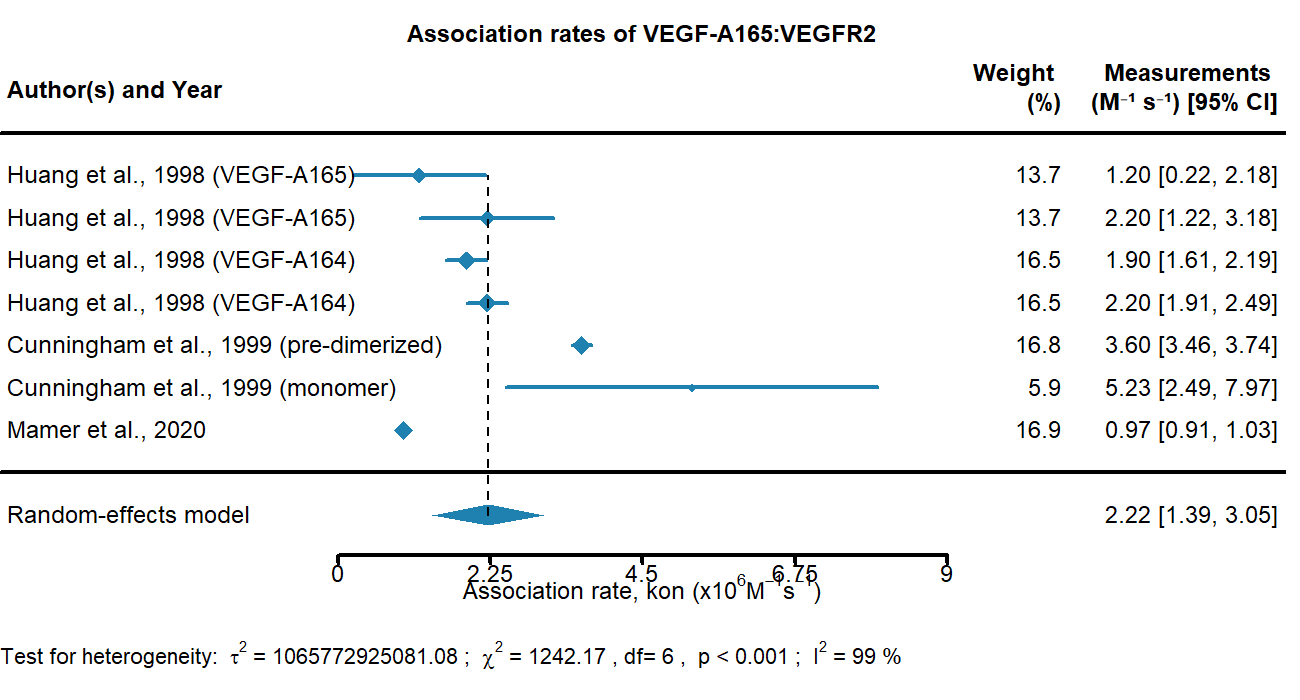 Association rates of VEGF-A165:VEGFR2
Author(s) and Year Weight (%) Measurements (M⁻¹ s⁻¹) [95% CI]
Huang et al., 1998 (VEGF-A165) 13.7 1.20 [0.22, 2.18]
Huang et al., 1998 (VEGF-A165) 13.7 2.20 [1.22, 3.18]
Huang et al., 1998 (VEGF-A164) 16.5 1.90 [1.61, 2.19]
Huang et al., 1998 (VEGF-A164) 16.5 2.20 [1.91, 2.49]
Cunningham et al., 1999 (pre-dimerized) 16.8 3.60 [3.46, 3.74]
Cunningham et al., 1999 (monomer) 5.9 5.23 [2.49, 7.97]
Mamer et al., 2020 16.9 0.97 [0.91, 1.03]
Random-effects model 2.22 [1.39, 3.05]
0 2.25 4.5 6.75 9
Association rate, kon (x10⁶M⁻¹s⁻¹)
Test for heterogeneity: τ² = 1065772925081.08 ; χ² = 1242.17 , df= 6 , p < 0.001 ; I² = 99 %